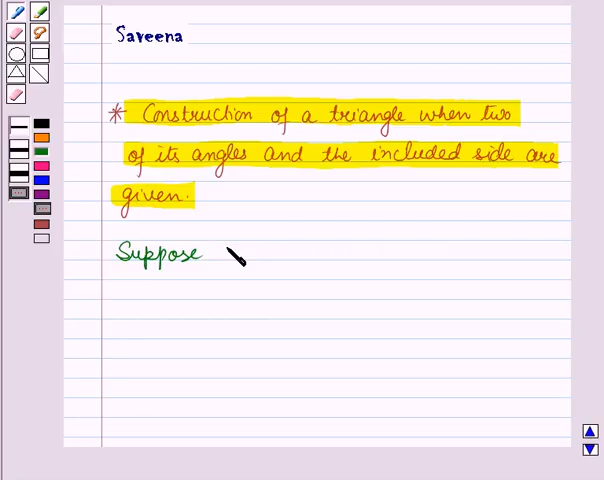 Saveena
* Construction of a triangle when two
of its angles and the included side are
given.
Suppose